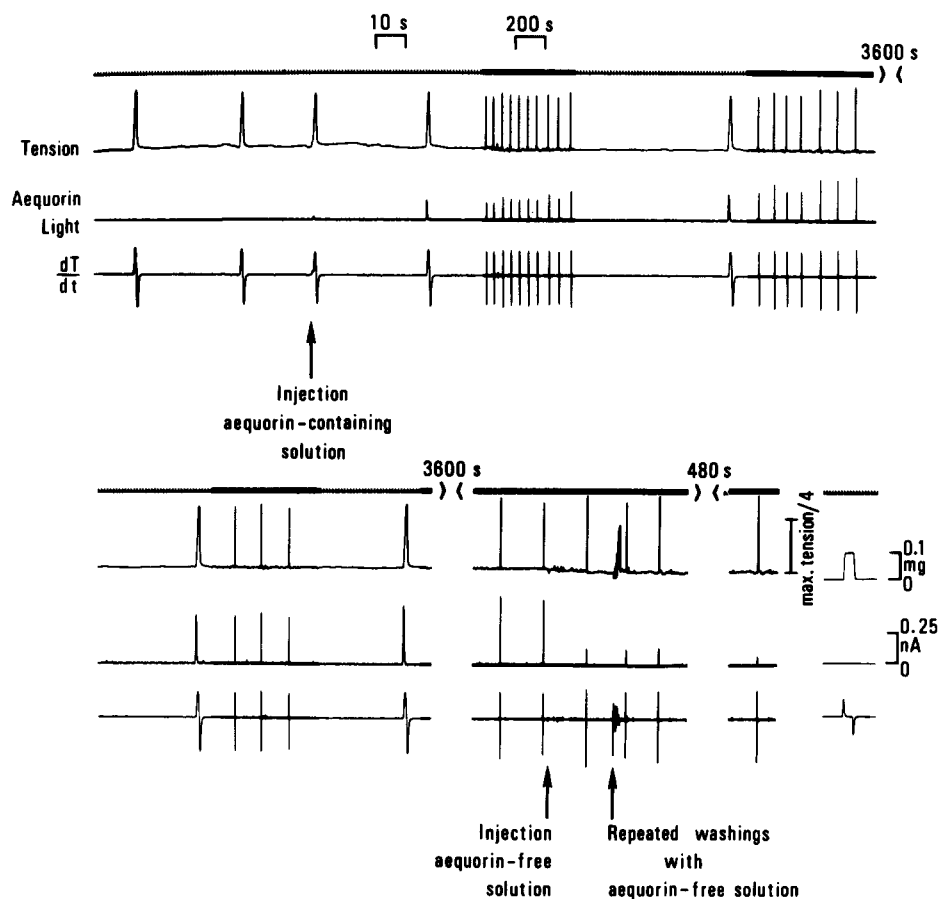 10 s
200 s
3600 s
Tension
Aequorin
Light
dT
dt
Injection
aequorin-containing
solution
3600 s
480 s
max. tension/4
0.1
mg
0
0.25
nA
0
Injection
aequorin-free
solution
Repeated washings
with
aequorin-free solution